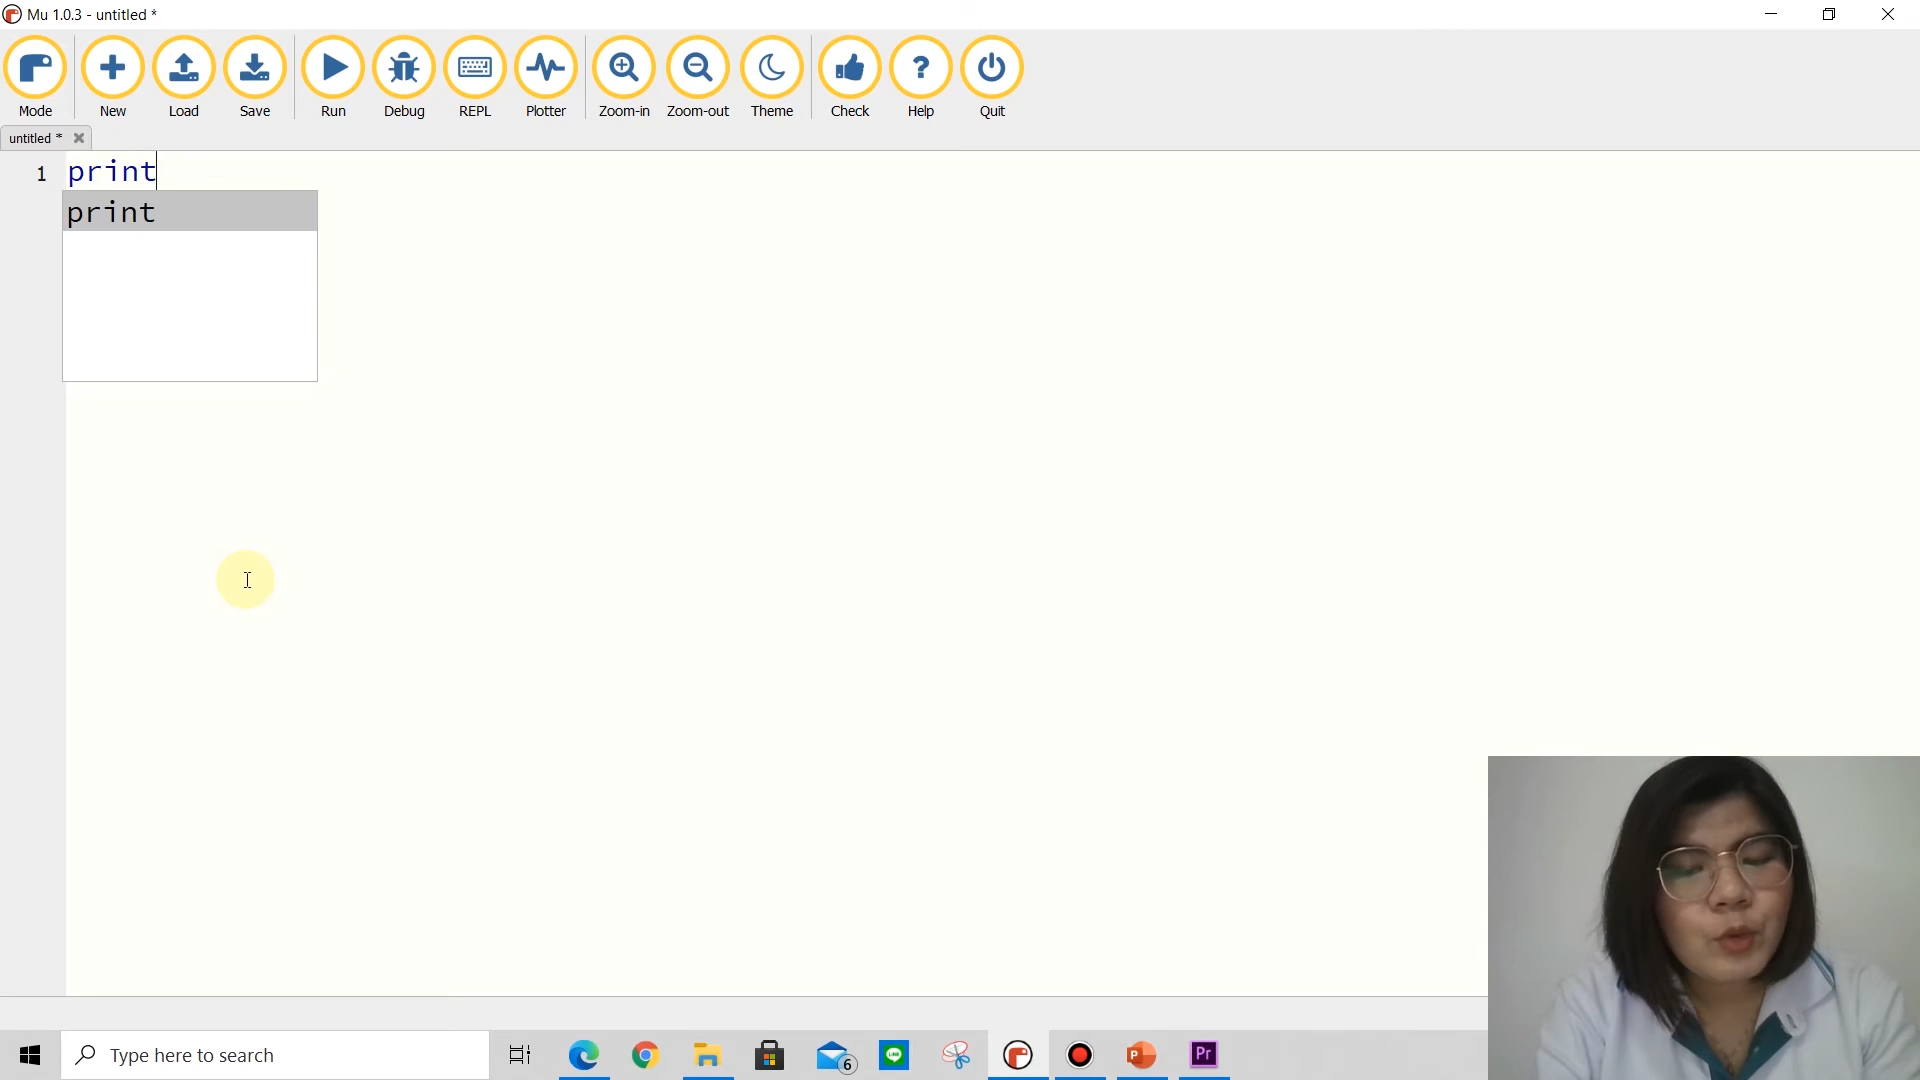 Mu 1.0.3 - untitled *
Mode
New
Load
Save
Run
Debug
REPL
Plotter
Zoom-in
Zoom-out
Theme
Check
?
Help
Quit
untitled *
1 print
print
Type here to search
6
LINE
P
Pr